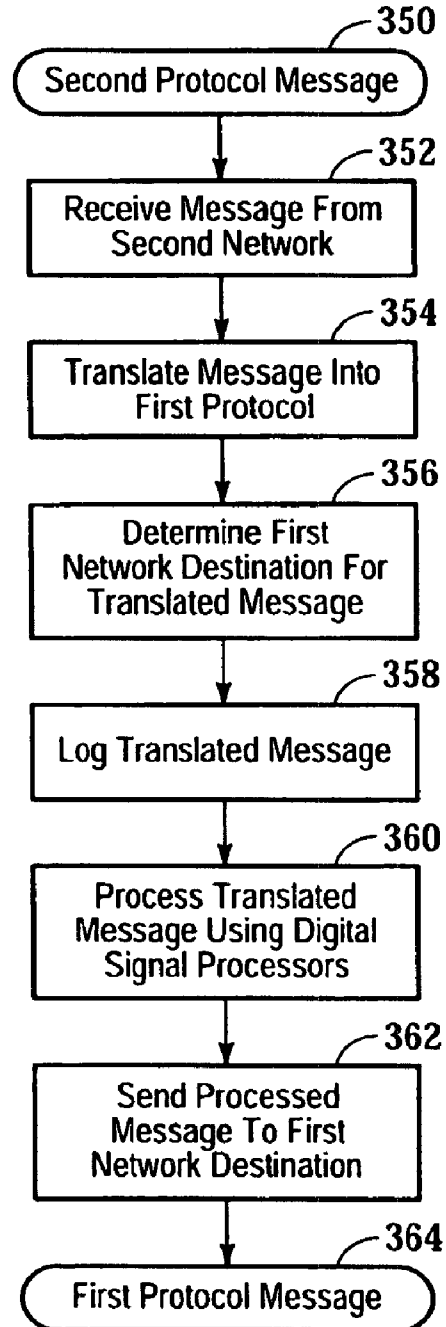 350
Second Protocol Message
352
Receive Message From
Second Network
354
Translate Message Into
First Protocol
356
Determine First
Network Destination For
Translated Message
358
Log Translated Message
360
Process Translated
Message Using Digital
Signal Processors
362
Send Processed
Message To First
Network Destination
364
First Protocol Message